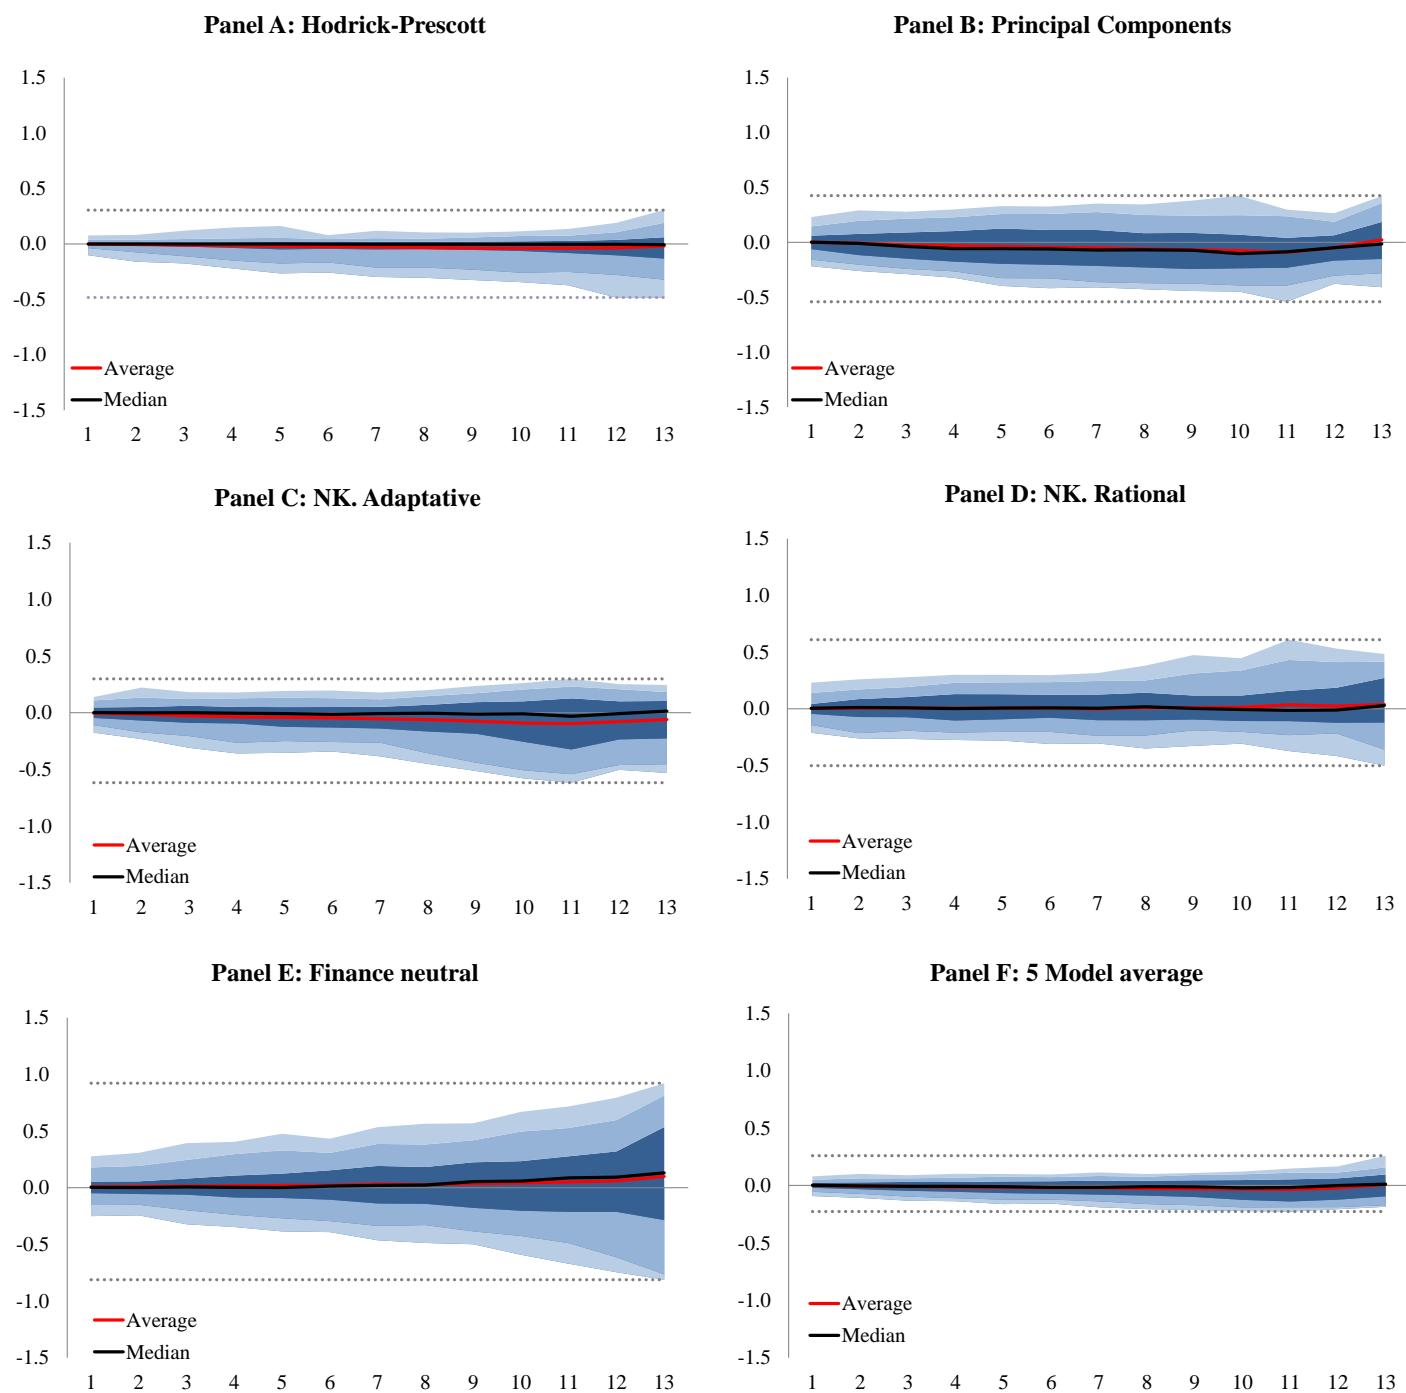 Panel A: Hodrick-Prescott
1.5
1.0
0.5
0.0
-0.5
-1.0
-1.5
Average
Median
1 2 3 4 5 6 7 8 9 10 11 12 13
Panel B: Principal Components
1.5
1.0
0.5
0.0
-0.5
-1.0
-1.5
Average
Median
1 2 3 4 5 6 7 8 9 10 11 12 13
Panel C: NK. Adaptative
1.5
1.0
0.5
0.0
-0.5
-1.0
-1.5
Average
Median
1 2 3 4 5 6 7 8 9 10 11 12 13
Panel D: NK. Rational
1.5
1.0
0.5
0.0
-0.5
-1.0
-1.5
Average
Median
1 2 3 4 5 6 7 8 9 10 11 12 13
Panel E: Finance neutral
1.5
1.0
0.5
0.0
-0.5
-1.0
-1.5
Average
Median
1 2 3 4 5 6 7 8 9 10 11 12 13
Panel F: 5 Model average
1.5
1.0
0.5
0.0
-0.5
-1.0
-1.5
Average
Median
1 2 3 4 5 6 7 8 9 10 11 12 13